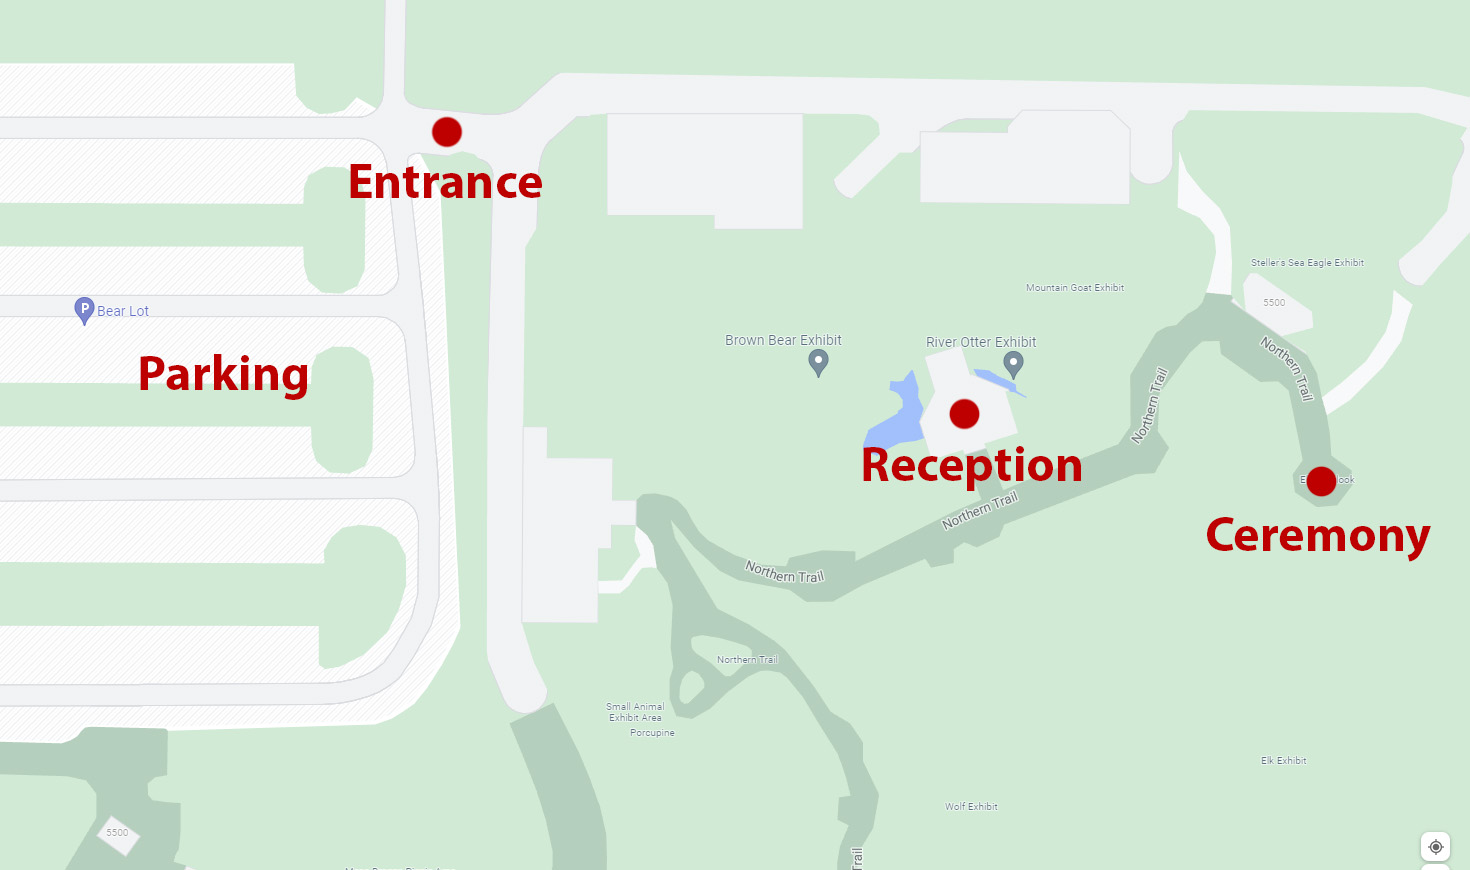 Entrance
Steller's Sea Eagle Exhibit
Mountain Goat Exhibit
5500
P Bear Lot
Brown Bear Exhibit
River Otter Exhibit
Northern Trail
Northern Trail
Parking
Reception
Northern Trail
Ceremony
Northern Trail
Northern Trail
Small Animal
Exhibit Area
Porcupine
Elk Exhibit
Wolf Exhibit
5500
Trail